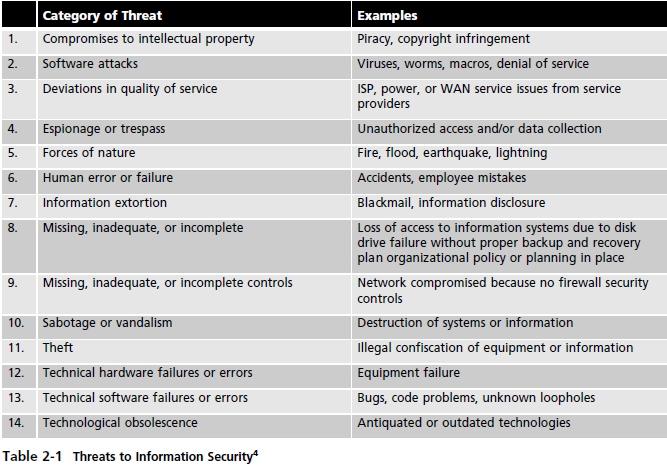 Category of Threat Examples
1. Compromises to intellectual property Piracy, copyright infringement
2. Software attacks Viruses, worms, macros, denial of service
3. Deviations in quality of service ISP, power, or WAN service issues from service
providers
4. Espionage or trespass Unauthorized access and/or data collection
5. Forces of nature Fire, flood, earthquake, lightning
6. Human error or failure Accidents, employee mistakes
7. Information extortion Blackmail, information disclosure
8. Missing, inadequate, or incomplete Loss of access to information systems due to disk
drive failure without proper backup and recovery
plan organizational policy or planning in place
9. Missing, inadequate, or incomplete controls Network compromised because no firewall security
controls
10. Sabotage or vandalism Destruction of systems or information
11. Theft Illegal confiscation of equipment or information
12. Technical hardware failures or errors Equipment failure
13. Technical software failures or errors Bugs, code problems, unknown loopholes
14. Technological obsolescence Antiquated or outdated technologies
Table 2-1 Threats to Information Security4